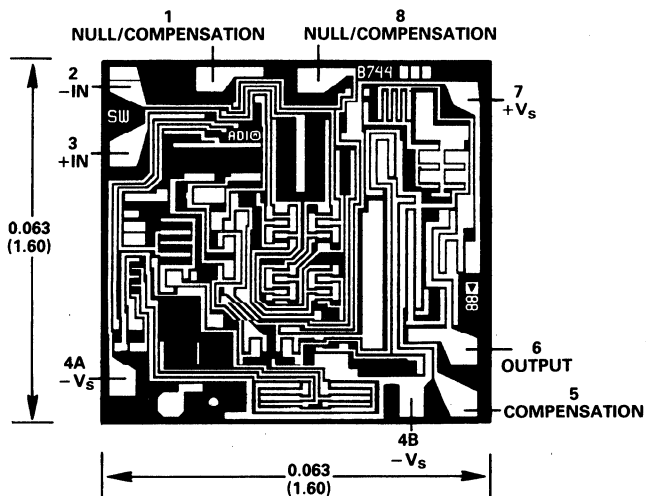 1
NULL/COMPENSATION
8
NULL/COMPENSATION
2
−IN
B744
7
+VS
SW
ADI
3
+IN
0.063
(1.60)
88
4A
−VS
6
OUTPUT
5
COMPENSATION
4B
−VS
0.063
(1.60)